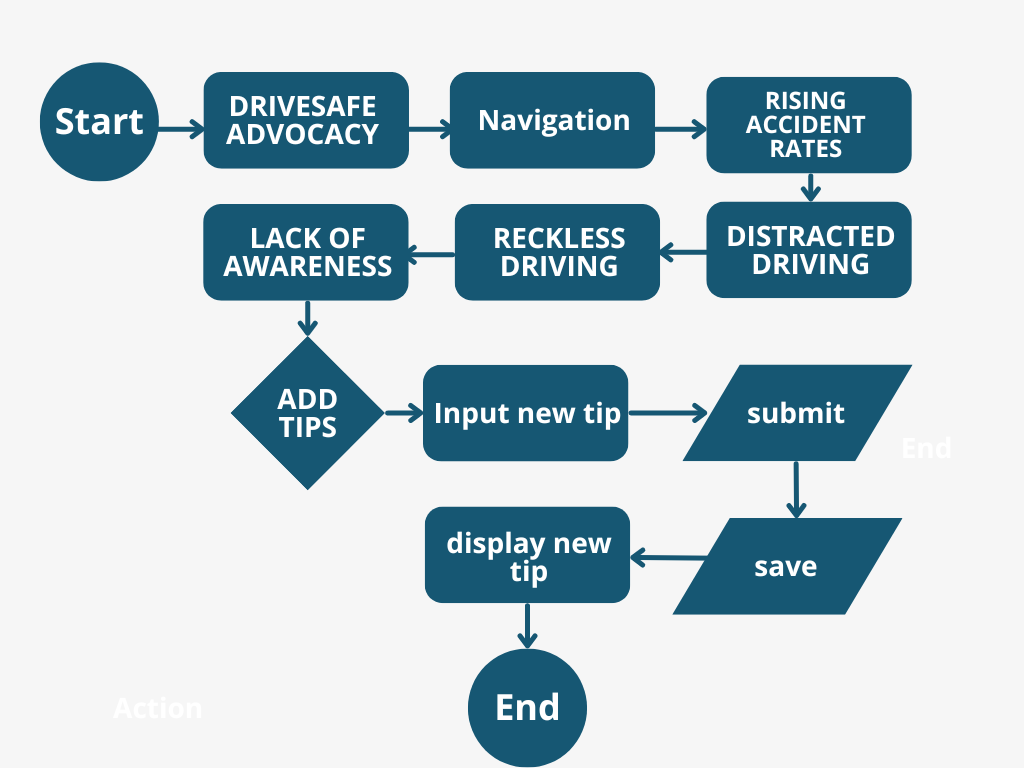 Start
DRIVESAFE
ADVOCACY
Navigation
RISING
ACCIDENT
RATES
LACK OF
AWARENESS
RECKLESS
DRIVING
DISTRACTED
DRIVING
ADD
TIPS
Input new tip
submit
End
display new
tip
save
End
Action